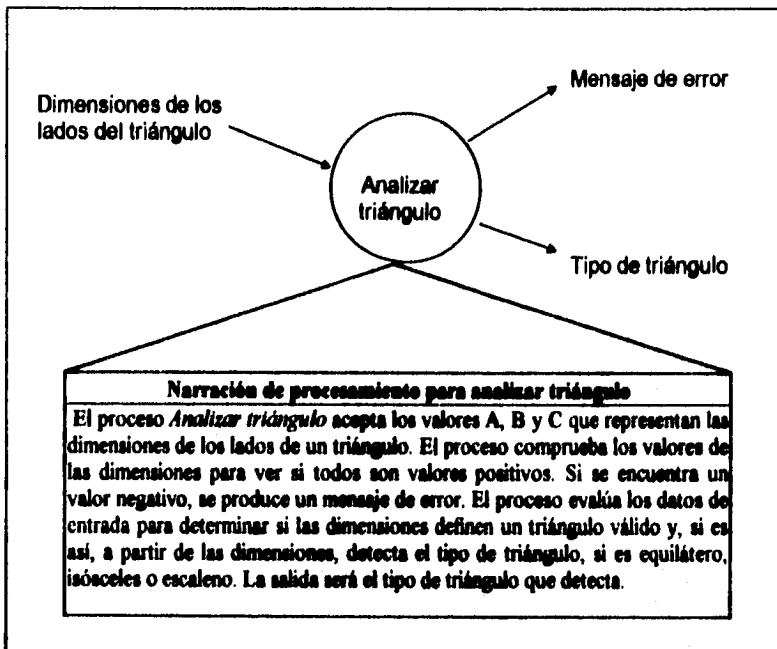 Mensaje de error
Dimensiones de los
lados del triángulo
Analizar
triángulo
Tipo de triángulo
Narración de procesamiento para analizar triángulo
El proceso Analizar triángulo acepta los valores A, B y C que representan las
dimensiones de los lados de un triángulo. El proceso comprueba los valores de
las dimensiones para ver si todos son valores positivos. Si se encuentra un
valor negativo, se produce un mensaje de error. El proceso evalúa los datos de
entrada para determinar si las dimensiones definen un triángulo válido y, si es
así, a partir de las dimensiones, detecta el tipo de triángulo, si es equilátero,
isósceles o escaleno. La salida será el tipo de triángulo que detecta.